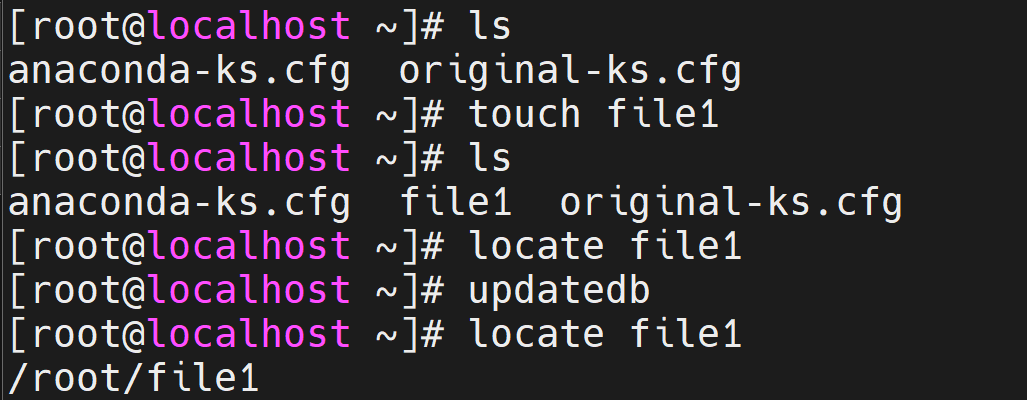 [root@localhost ~]# ls
anaconda-ks.cfg  original-ks.cfg
[root@localhost ~]# touch file1
[root@localhost ~]# ls
anaconda-ks.cfg  file1  original-ks.cfg
[root@localhost ~]# locate file1
[root@localhost ~]# updatedb
[root@localhost ~]# locate file1
/root/file1